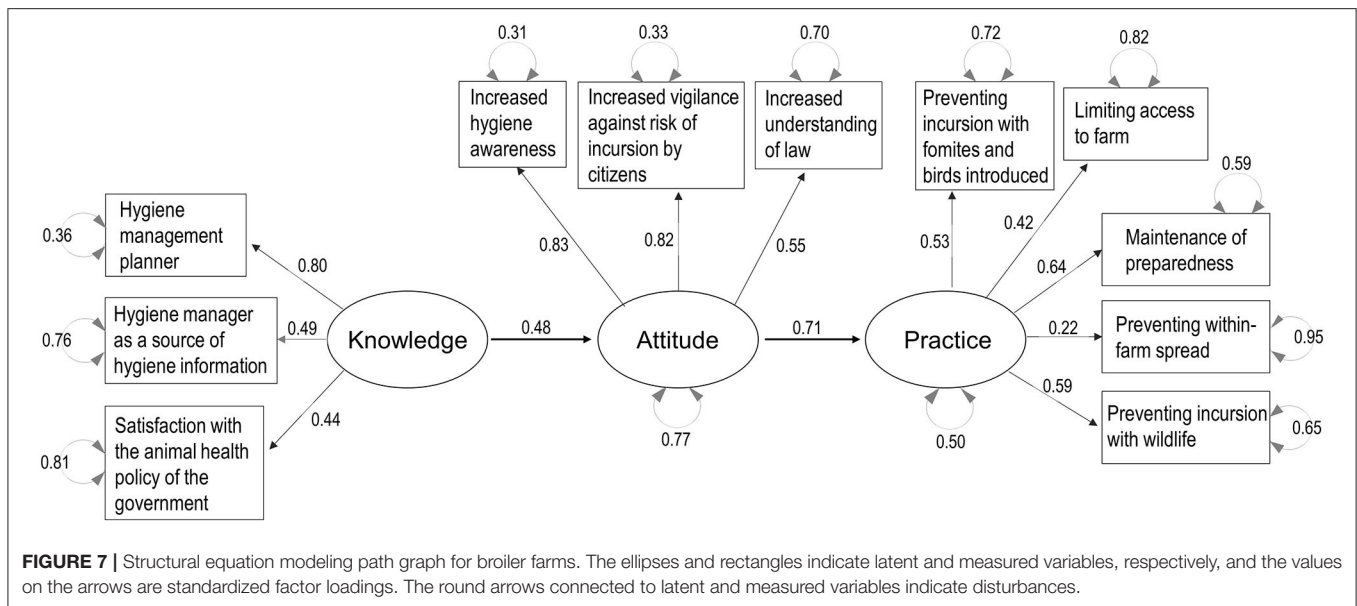 0.31
0.33
0.70
0.72
0.82
Increased
hygiene
awareness
Increased vigilance
against risk of
incursion by
citizens
Increased
understanding
of law
Preventing
incursion with
fomites and
birds introduced
Limiting access
to farm
0.59
Hygiene
management
planner
0.36
0.80
0.83
0.82
0.55
0.53
0.42
0.64
Maintenance of
preparedness
Hygiene manager
as a source of
hygiene information
0.76
0.49
Knowledge
0.48
Attitude
0.71
Practice
0.22
Preventing within-
farm spread
0.95
0.59
Preventing incursion
with wildlife
0.65
0.44
Satisfaction with
the animal health
policy of the
government
0.81
0.77
0.50
FIGURE 7 | Structural equation modeling path graph for broiler farms. The ellipses and rectangles indicate latent and measured variables, respectively, and the values
on the arrows are standardized factor loadings. The round arrows connected to latent and measured variables indicate disturbances.